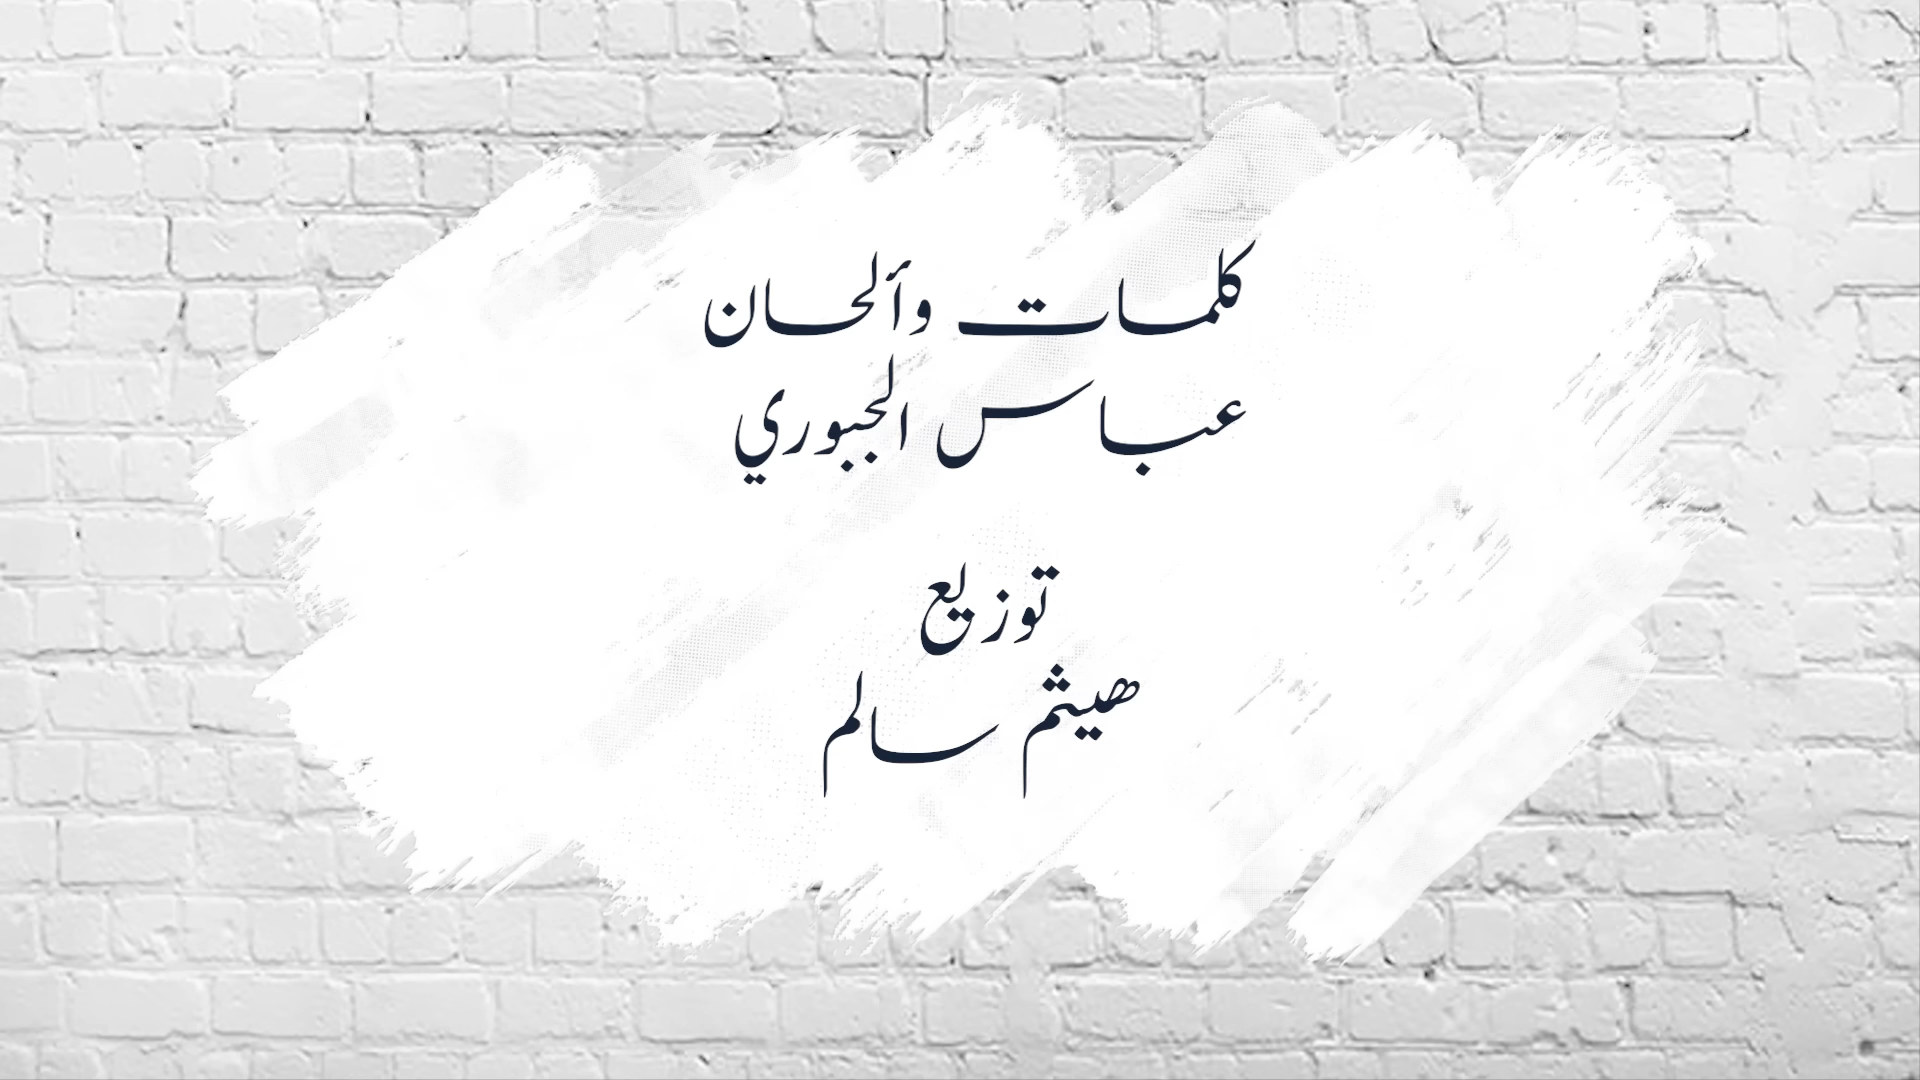 كلمات وألحان
عباس الجبوري
توزيع
هيثم سالم